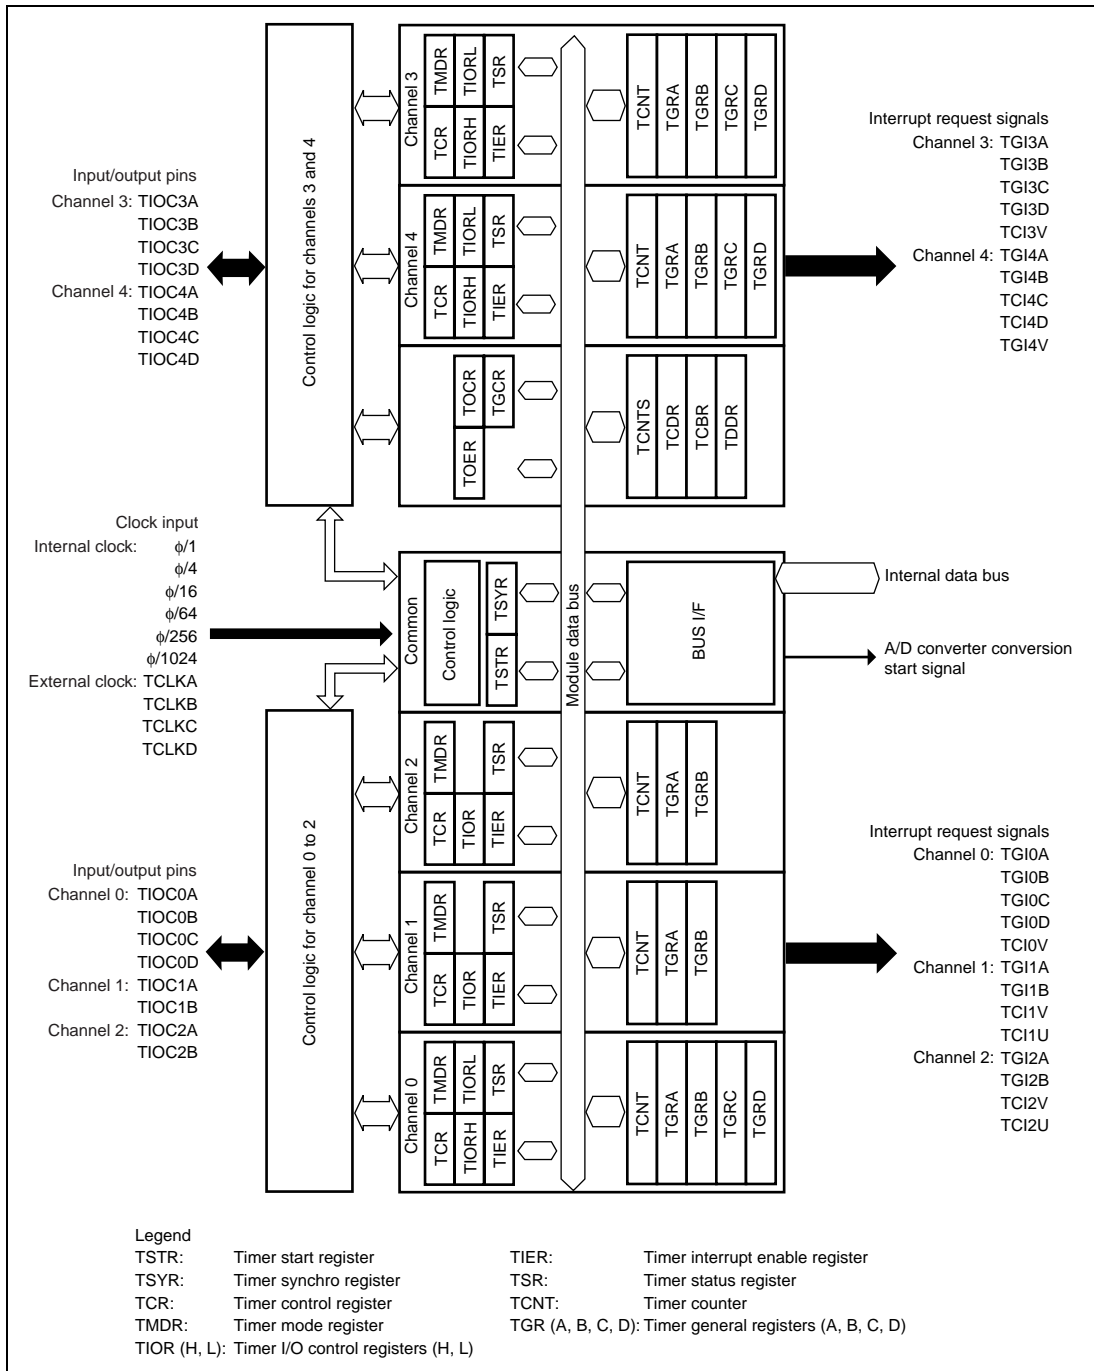 Input/output pins
Channel 3: TIOC3A
TIOC3B
TIOC3C
TIOC3D
Channel 4: TIOC4A
TIOC4B
TIOC4C
TIOC4D
Clock input
Internal clock: ϕ/1
ϕ/4
ϕ/16
ϕ/64
ϕ/256
ϕ/1024
External clock: TCLKA
TCLKB
TCLKC
TCLKD
Input/output pins
Channel 0: TIOC0A
TIOC0B
TIOC0C
TIOC0D
Channel 1: TIOC1A
TIOC1B
Channel 2: TIOC2A
TIOC2B
Control logic for channels 3 and 4
Control logic for channel 0 to 2
Channel 3
TMDR
TIORL
TSR
TCR
TIORH
TIER
TCNT
TGRA
TGRB
TGRC
TGRD
Channel 4
TMDR
TIORL
TSR
TCR
TIORH
TIER
TCNT
TGRA
TGRB
TGRC
TGRD
TOCR
TGCR
TOER
TCNTS
TCDR
TCBR
TDDR
Common
Control logic
TSYR
TSTR
Module data bus
BUS I/F
Channel 2
TMDR
TSR
TCR
TIOR
TIER
TCNT
TGRA
TGRB
Channel 1
TMDR
TSR
TCR
TIOR
TIER
TCNT
TGRA
TGRB
Channel 0
TMDR
TIORL
TSR
TCR
TIORH
TIER
TCNT
TGRA
TGRB
TGRC
TGRD
Interrupt request signals
Channel 3: TGI3A
TGI3B
TGI3C
TGI3D
TCI3V
Channel 4: TGI4A
TGI4B
TCI4C
TCI4D
TGI4V
Internal data bus
A/D converter conversion
start signal
Interrupt request signals
Channel 0: TGI0A
TGI0B
TGI0C
TGI0D
TCI0V
Channel 1: TGI1A
TGI1B
TCI1V
TCI1U
Channel 2: TGI2A
TGI2B
TCI2V
TCI2U
Legend
TSTR: Timer start register
TSYR: Timer synchro register
TCR: Timer control register
TMDR: Timer mode register
TIOR (H, L): Timer I/O control registers (H, L)
TIER: Timer interrupt enable register
TSR: Timer status register
TCNT: Timer counter
TGR (A, B, C, D): Timer general registers (A, B, C, D)